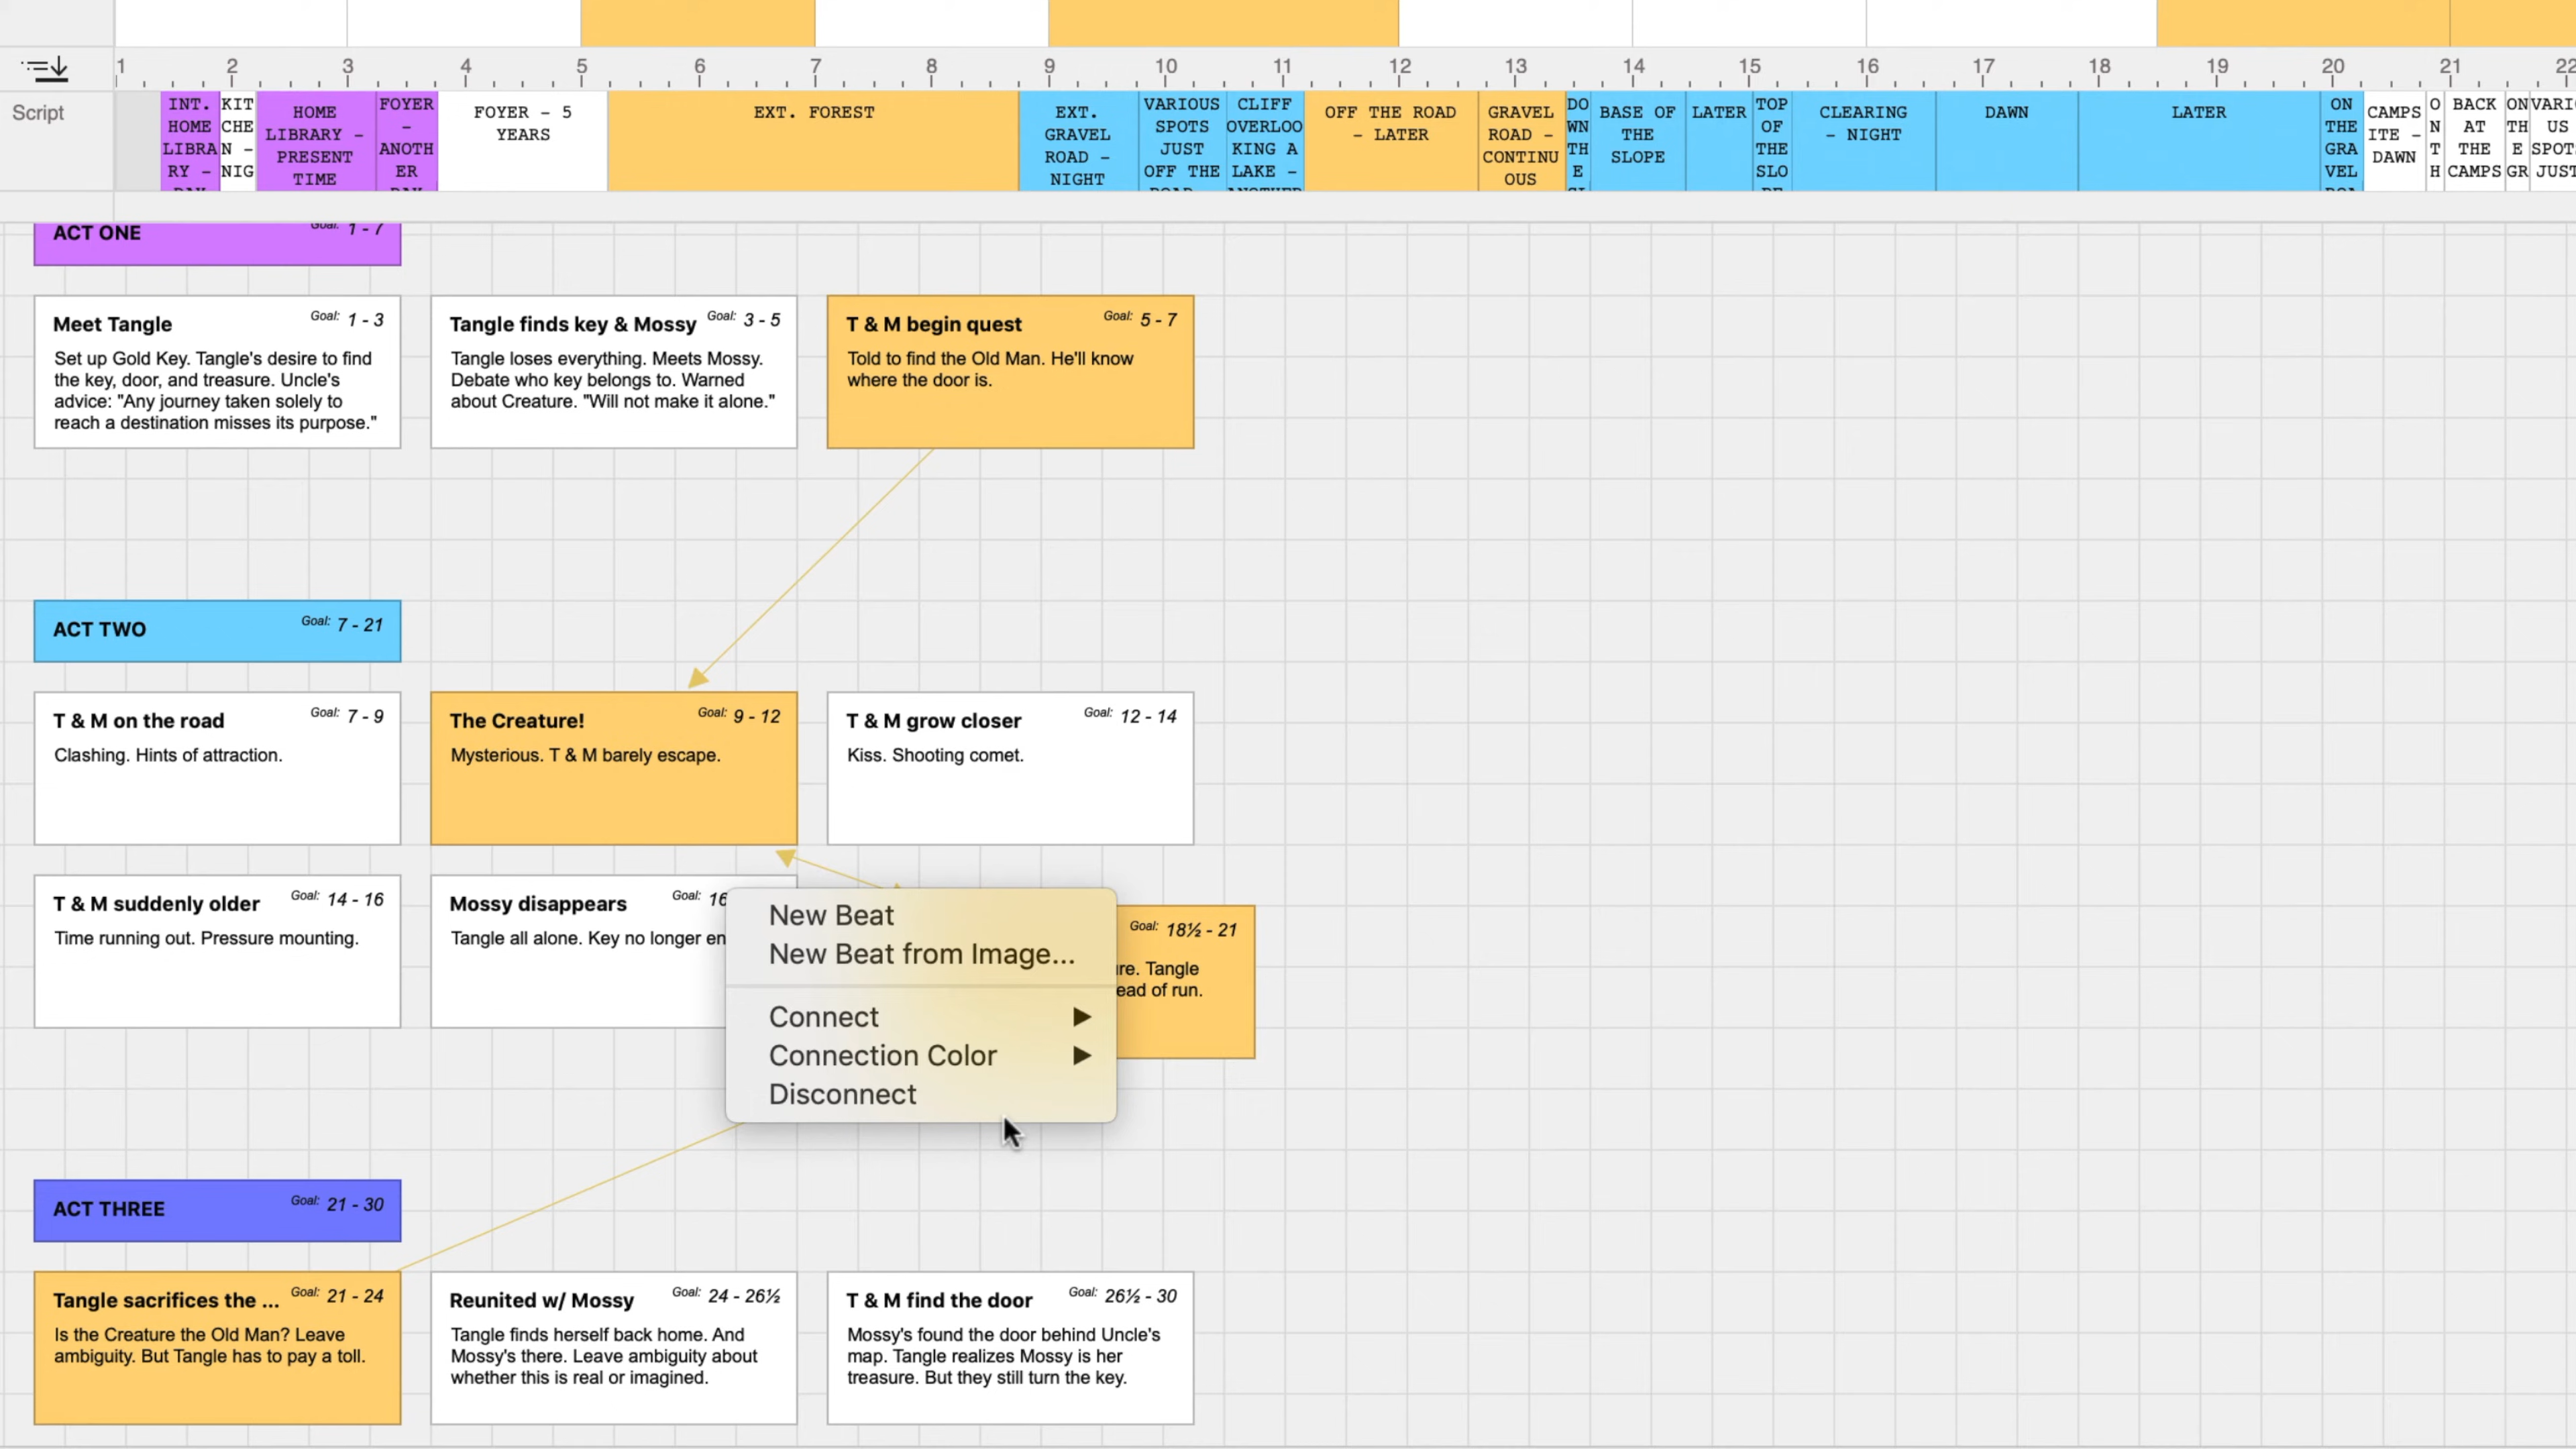 1 2 3 4 5 6 7 8 9 10 11 12 13 14 15 16 17 18 19 20 21 22
Script
INT.
HOME
LIBRA
RY –
KIT
CHE
N –
NIG
HOME
LIBRARY –
PRESENT
TIME
FOYER
–
ANOTH
ER
DAY
FOYER – 5
YEARS
EXT. FOREST
EXT.
GRAVEL
ROAD –
NIGHT
VARIOUS
SPOTS
JUST
OFF THE
CLIFF
OVERLOO
KING A
LAKE –
OFF THE ROAD
– LATER
GRAVEL
ROAD –
CONTINU
OUS
DO
WN
TH
E
BASE OF
THE
SLOPE
LATER
TOP
OF
THE
SLO
CLEARING
– NIGHT
DAWN
LATER
ON
THE
GRA
VEL
CAMPS
ITE –
DAWN
O
N
T
H
BACK
AT
THE
CAMPS
ON
TH
E
GR
VARIO
US
SPOTS
JUST
ACT ONE Goal: 1 - 7
Meet Tangle Goal: 1 - 3
Set up Gold Key. Tangle's desire to find
the key, door, and treasure. Uncle's
advice: "Any journey taken solely to
reach a destination misses its purpose."
Tangle finds key & Mossy Goal: 3 - 5
Tangle loses everything. Meets Mossy.
Debate who key belongs to. Warned
about Creature. "Will not make it alone."
T & M begin quest Goal: 5 - 7
Told to find the Old Man. He'll know
where the door is.
ACT TWO Goal: 7 - 21
T & M on the road Goal: 7 - 9
Clashing. Hints of attraction.
The Creature! Goal: 9 - 12
Mysterious. T & M barely escape.
T & M grow closer Goal: 12 - 14
Kiss. Shooting comet.
T & M suddenly older Goal: 14 - 16
Time running out. Pressure mounting.
Mossy disappears Goal: 16
Tangle all alone. Key no longer en
Goal: 18½ - 21
re. Tangle
ead of run.
New Beat
New Beat from Image...
Connect
Connection Color
Disconnect
ACT THREE Goal: 21 - 30
Tangle sacrifices the ... Goal: 21 - 24
Is the Creature the Old Man? Leave
ambiguity. But Tangle has to pay a toll.
Reunited w/ Mossy Goal: 24 - 26½
Tangle finds herself back home. And
Mossy's there. Leave ambiguity about
whether this is real or imagined.
T & M find the door Goal: 26½ - 30
Mossy's found the door behind Uncle's
map. Tangle realizes Mossy is her
treasure. But they still turn the key.